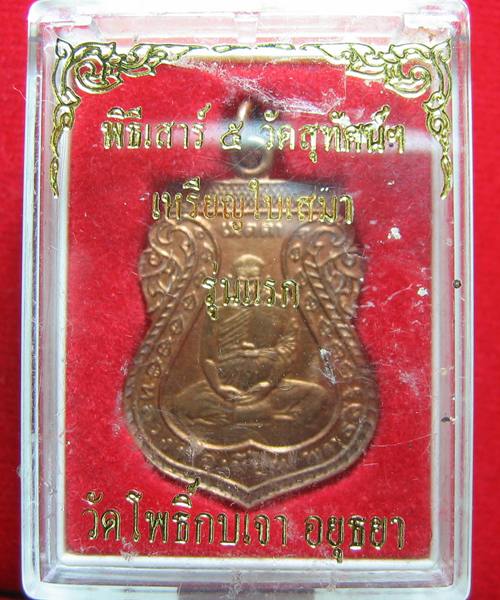 พิธีเสาร์ ๕ วัดสุทัศน์ฯ
เหรียญใบเสมา
รุ่นแรก
วัดโพธิ์กบเจา อยุธยา